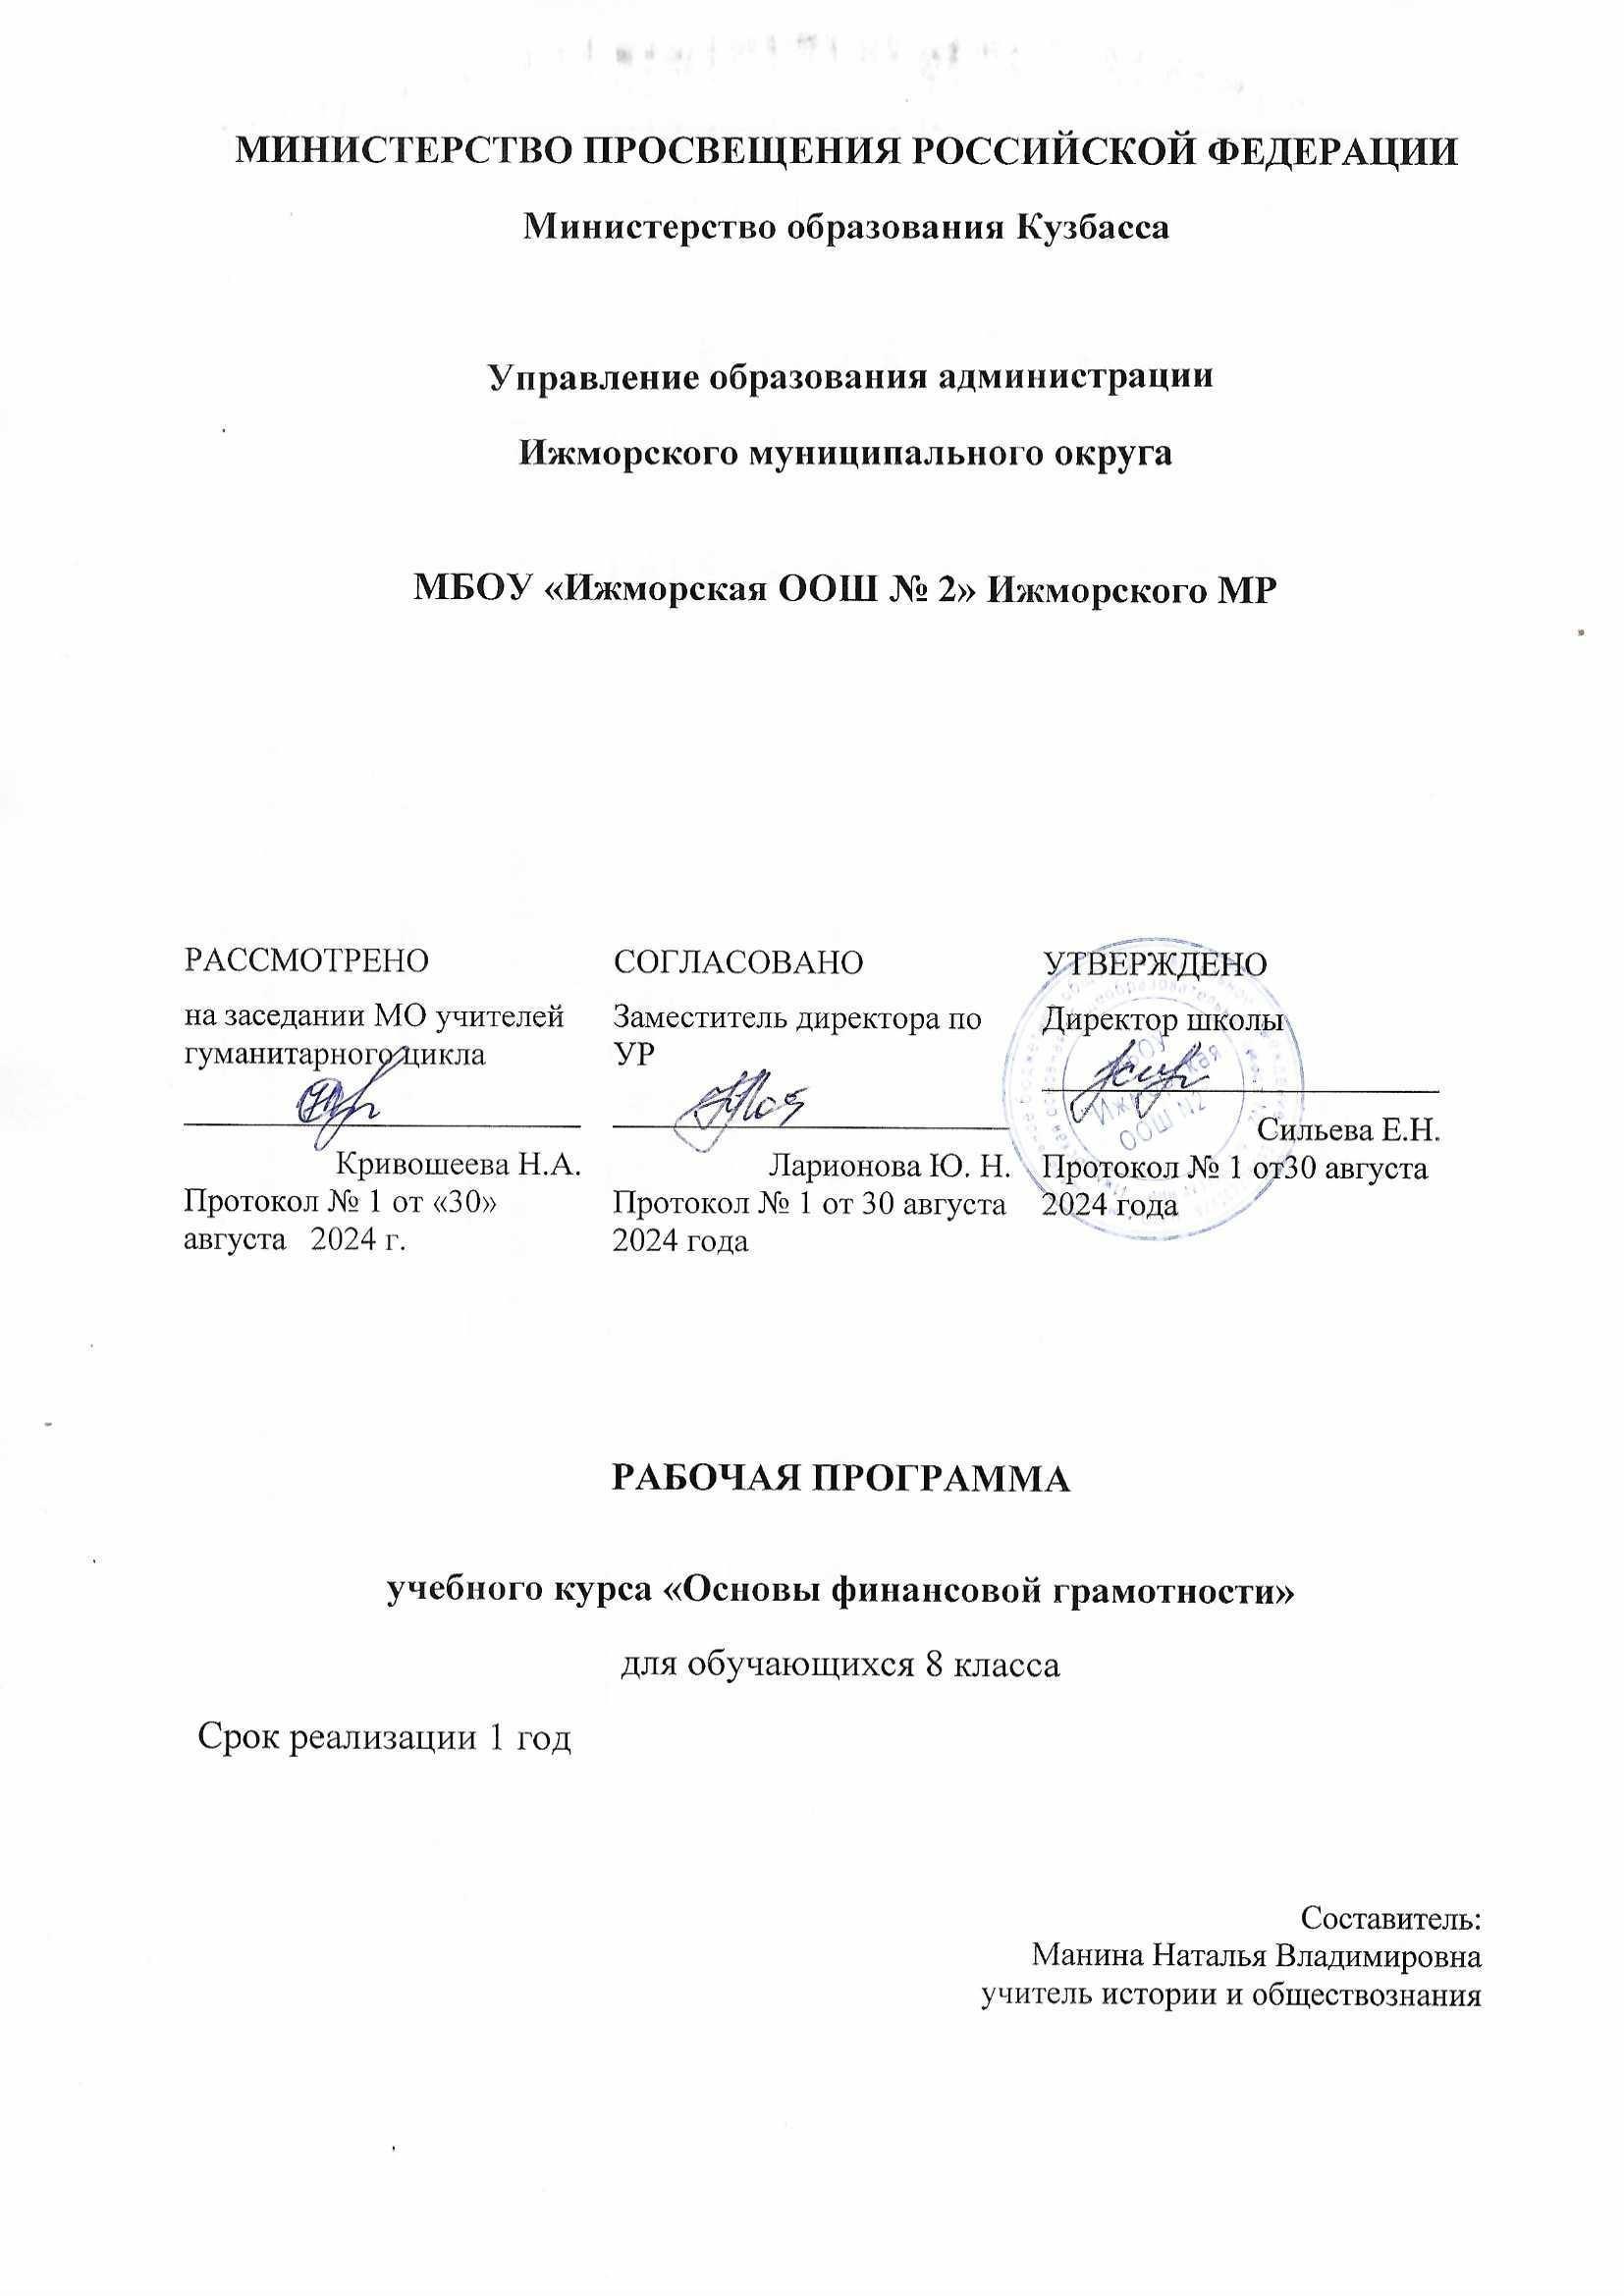 МИНИСТЕРСТВО ПРОСВЕЩЕНИЯ РОССИЙСКОЙ ФЕДЕРАЦИИ
Министерство образования Кузбасса
Управление образования администрации
Ижморского муниципального округа
МБОУ «Ижморская ООШ № 2» Ижморского МР
РАССМОТРЕНО
на заседании МО учителей
гуманитарного цикла
Кривошеева Н.А.
Протокол № 1 от «30»
августа 2024 г.
СОГЛАСОВАНО
Заместитель директора по
УР
Ларионова Ю. Н.
Протокол № 1 от 30 августа
2024 года
УТВЕРЖДЕНО
Директор школы
Сильева Е.Н.
Протокол № 1 от30 августа
2024 года
МБОУ
Ижморская
ООШ N2
РАБОЧАЯ ПРОГРАММА
учебного курса «Основы финансовой грамотности»
для обучающихся 8 класса
Срок реализации 1 год
Составитель:
Манина Наталья Владимировна
учитель истории и обществознания